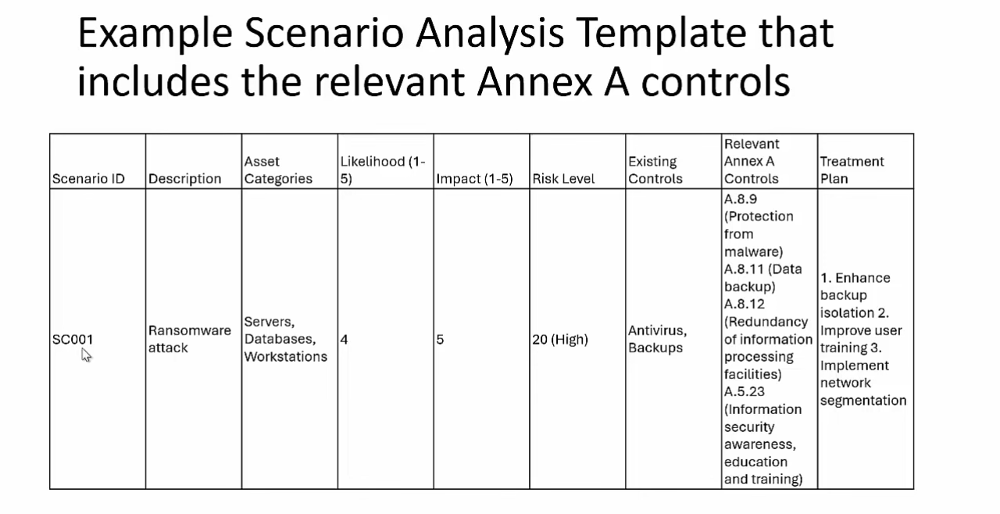 Example Scenario Analysis Template that
includes the relevant Annex A controls
Scenario ID
Description
Asset
Categories
Likelihood (1-
5)
Impact (1-5)
Risk Level
Existing
Controls
Relevant
Annex A
Controls
Treatment
Plan
SC001
Ransomware
attack
Servers,
Databases,
Workstations
4
5
20 (High)
Antivirus,
Backups
A.8.9
(Protection
from
malware)
A.8.11 (Data
backup)
A.8.12
(Redundancy
of information
processing
facilities)
A.5.23
(Information
security
awareness,
education
and training)
1. Enhance
backup
isolation 2.
Improve user
training 3.
Implement
network
segmentation